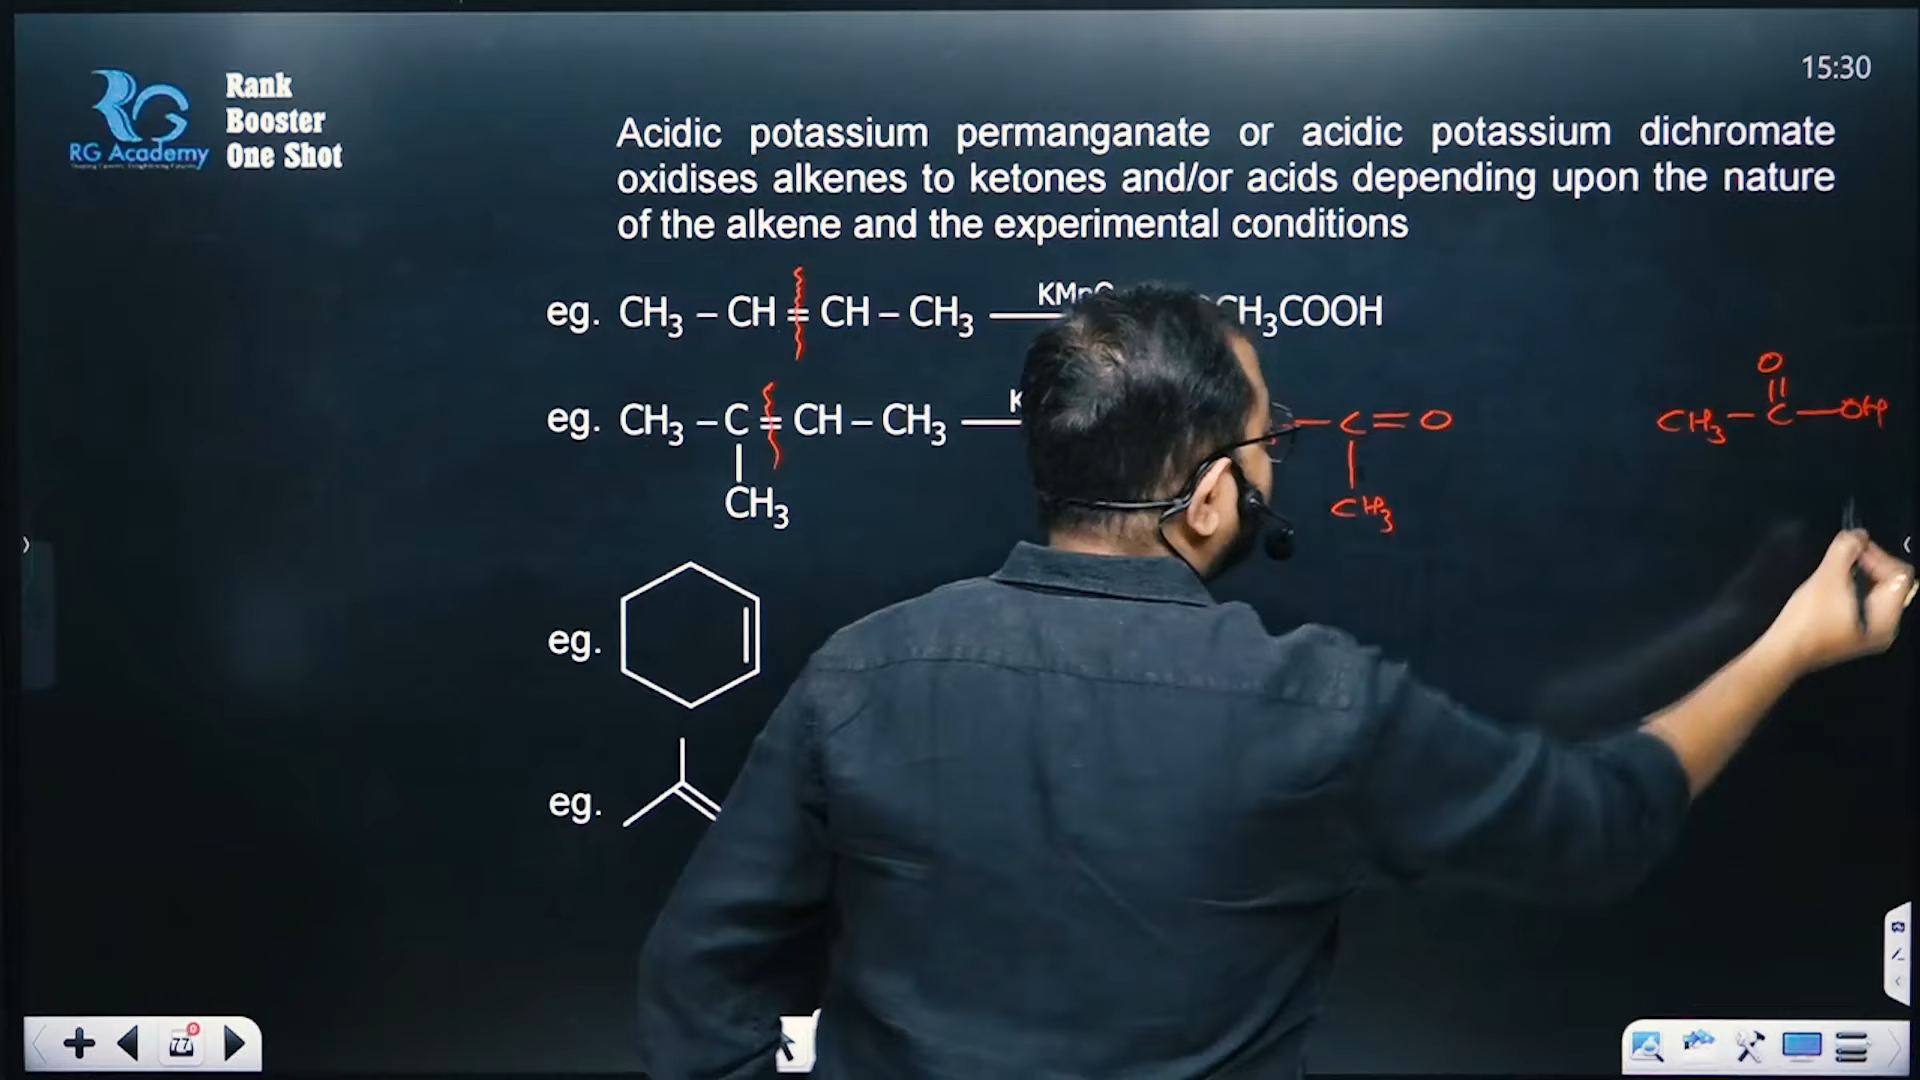 15:30
Rank
Booster
One Shot
RG Academy
Acidic potassium permanganate or acidic potassium dichromate
oxidises alkenes to ketones and/or acids depending upon the nature
of the alkene and the experimental conditions
eg. CH₃ – CH = CH – CH₃ CH₃COOH
eg. CH₃ – C = CH – CH₃ – C = O CH₃ – C – OH
O
CH₃
CH₃
eg.
eg.
77
0